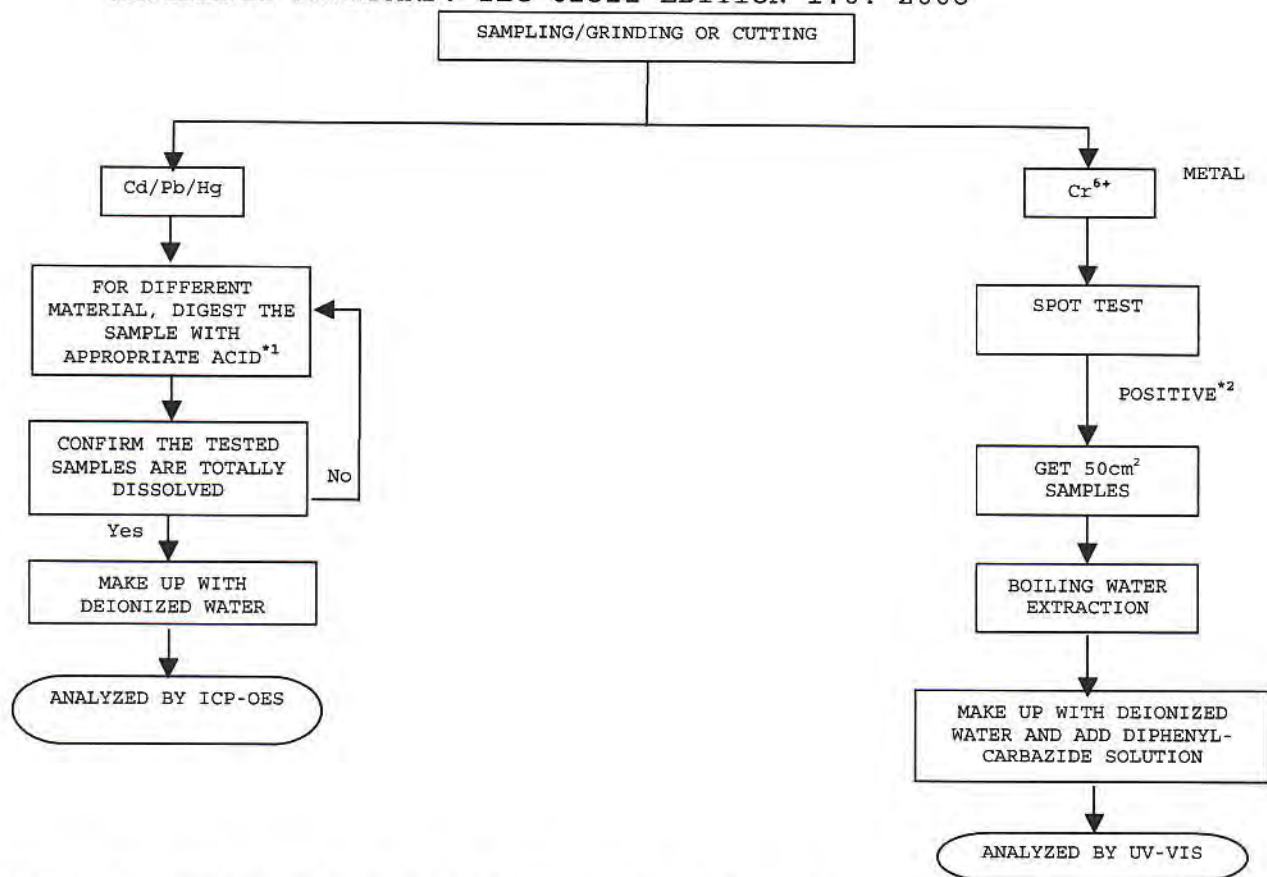 SAMPLING/GRINDING OR CUTTING
Cd/Pb/Hg
FOR DIFFERENT
MATERIAL, DIGEST THE
SAMPLE WITH
APPROPRIATE ACID*1
CONFIRM THE TESTED
SAMPLES ARE TOTALLY
DISSOLVED
No
Yes
MAKE UP WITH
DEIONIZED WATER
ANALYZED BY ICP-OES
METAL
Cr6+
SPOT TEST
POSITIVE*2
GET 50cm2
SAMPLES
BOILING WATER
EXTRACTION
MAKE UP WITH DEIONIZED
WATER AND ADD DIPHENYL-
CARBAZIDE SOLUTION
ANALYZED BY UV-VIS